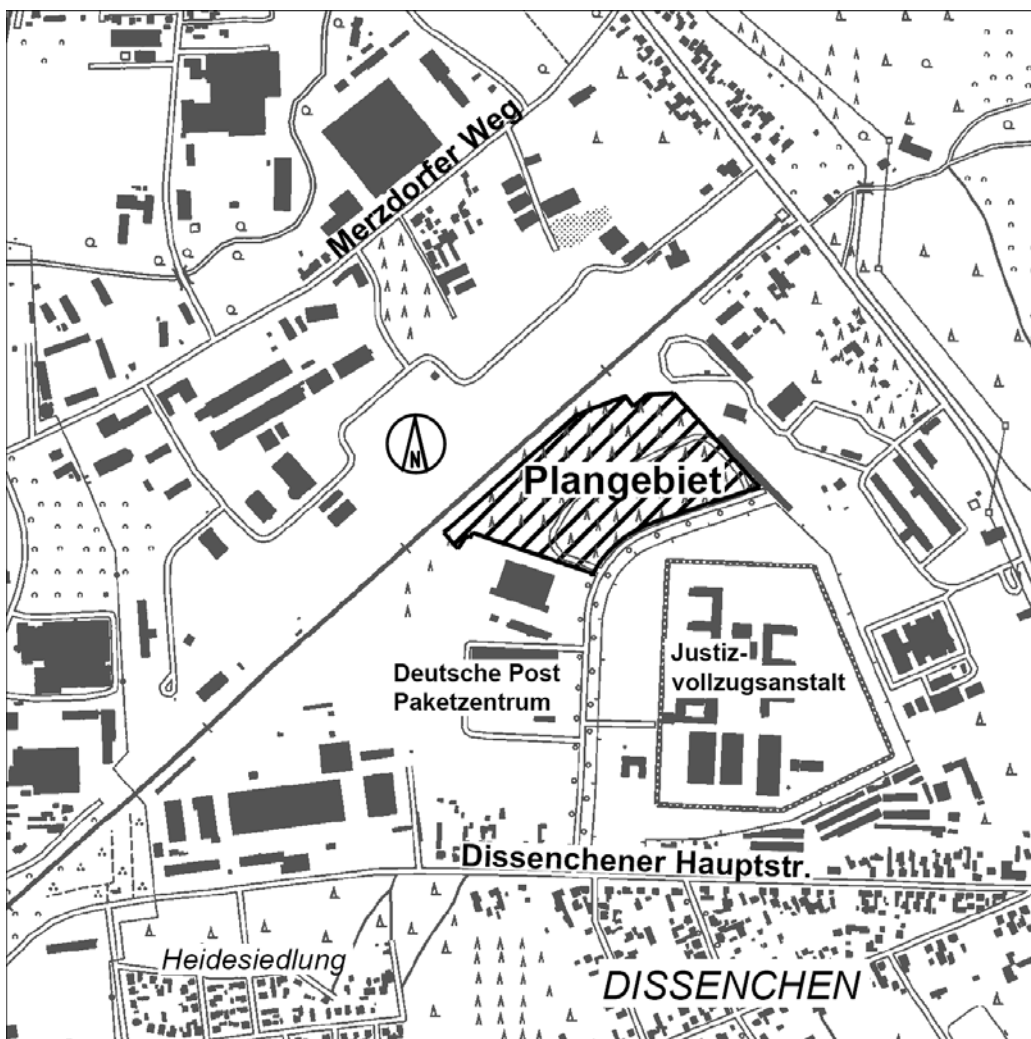 Merzdorfer Weg
N
Plangebiet
Deutsche Post
Paketzentrum
Justiz-
vollzugsanstalt
Dissenchener Hauptstr.
Heidesiedlung
DISSENCHEN